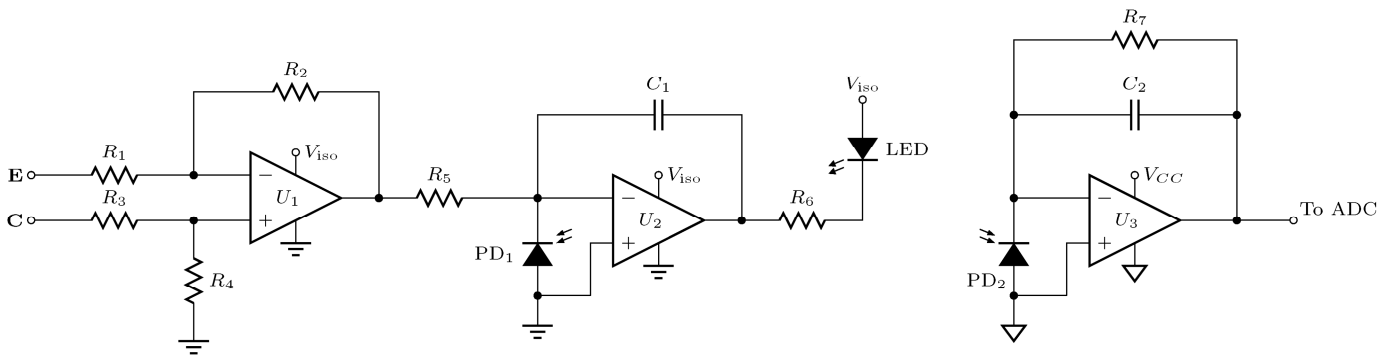 R7
R2
C1
Viso
C2
R1
Viso
LED
E
R5
Viso
VCC
R3
−
U1
−
R6
−
To ADC
C
+
U2
U3
+
+
PD1
R4
PD2